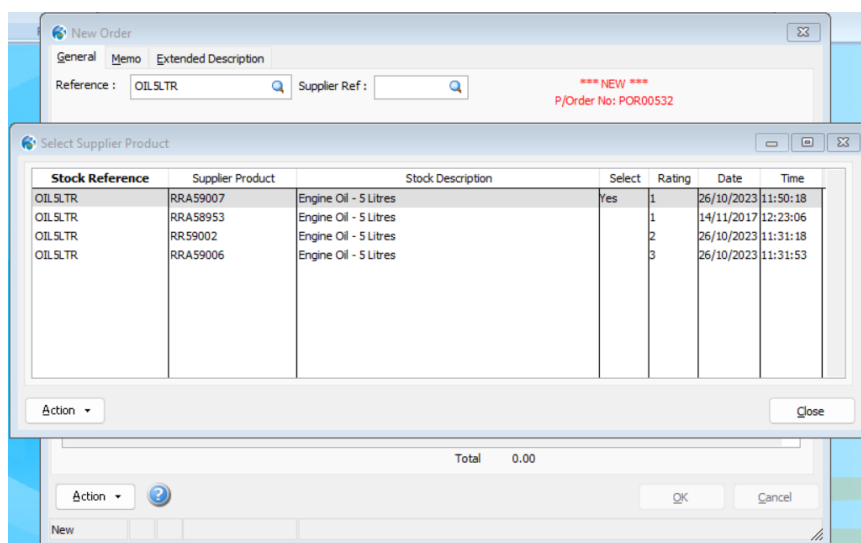 New Order
General Memo Extended Description
Reference : OIL5LTR Supplier Ref : *** NEW ***
P/Order No: POR00532
Select Supplier Product
Stock Reference Supplier Product Stock Description Select Rating Date Time
OIL5LTR RRA59007 Engine Oil - 5 Litres Yes 1 26/10/2023 11:50:18
OIL5LTR RRA58953 Engine Oil - 5 Litres 1 14/11/2017 12:23:06
OIL5LTR RR59002 Engine Oil - 5 Litres 2 26/10/2023 11:31:18
OIL5LTR RRA59006 Engine Oil - 5 Litres 3 26/10/2023 11:31:53
Action Close
Total 0.00
Action ? OK Cancel
New